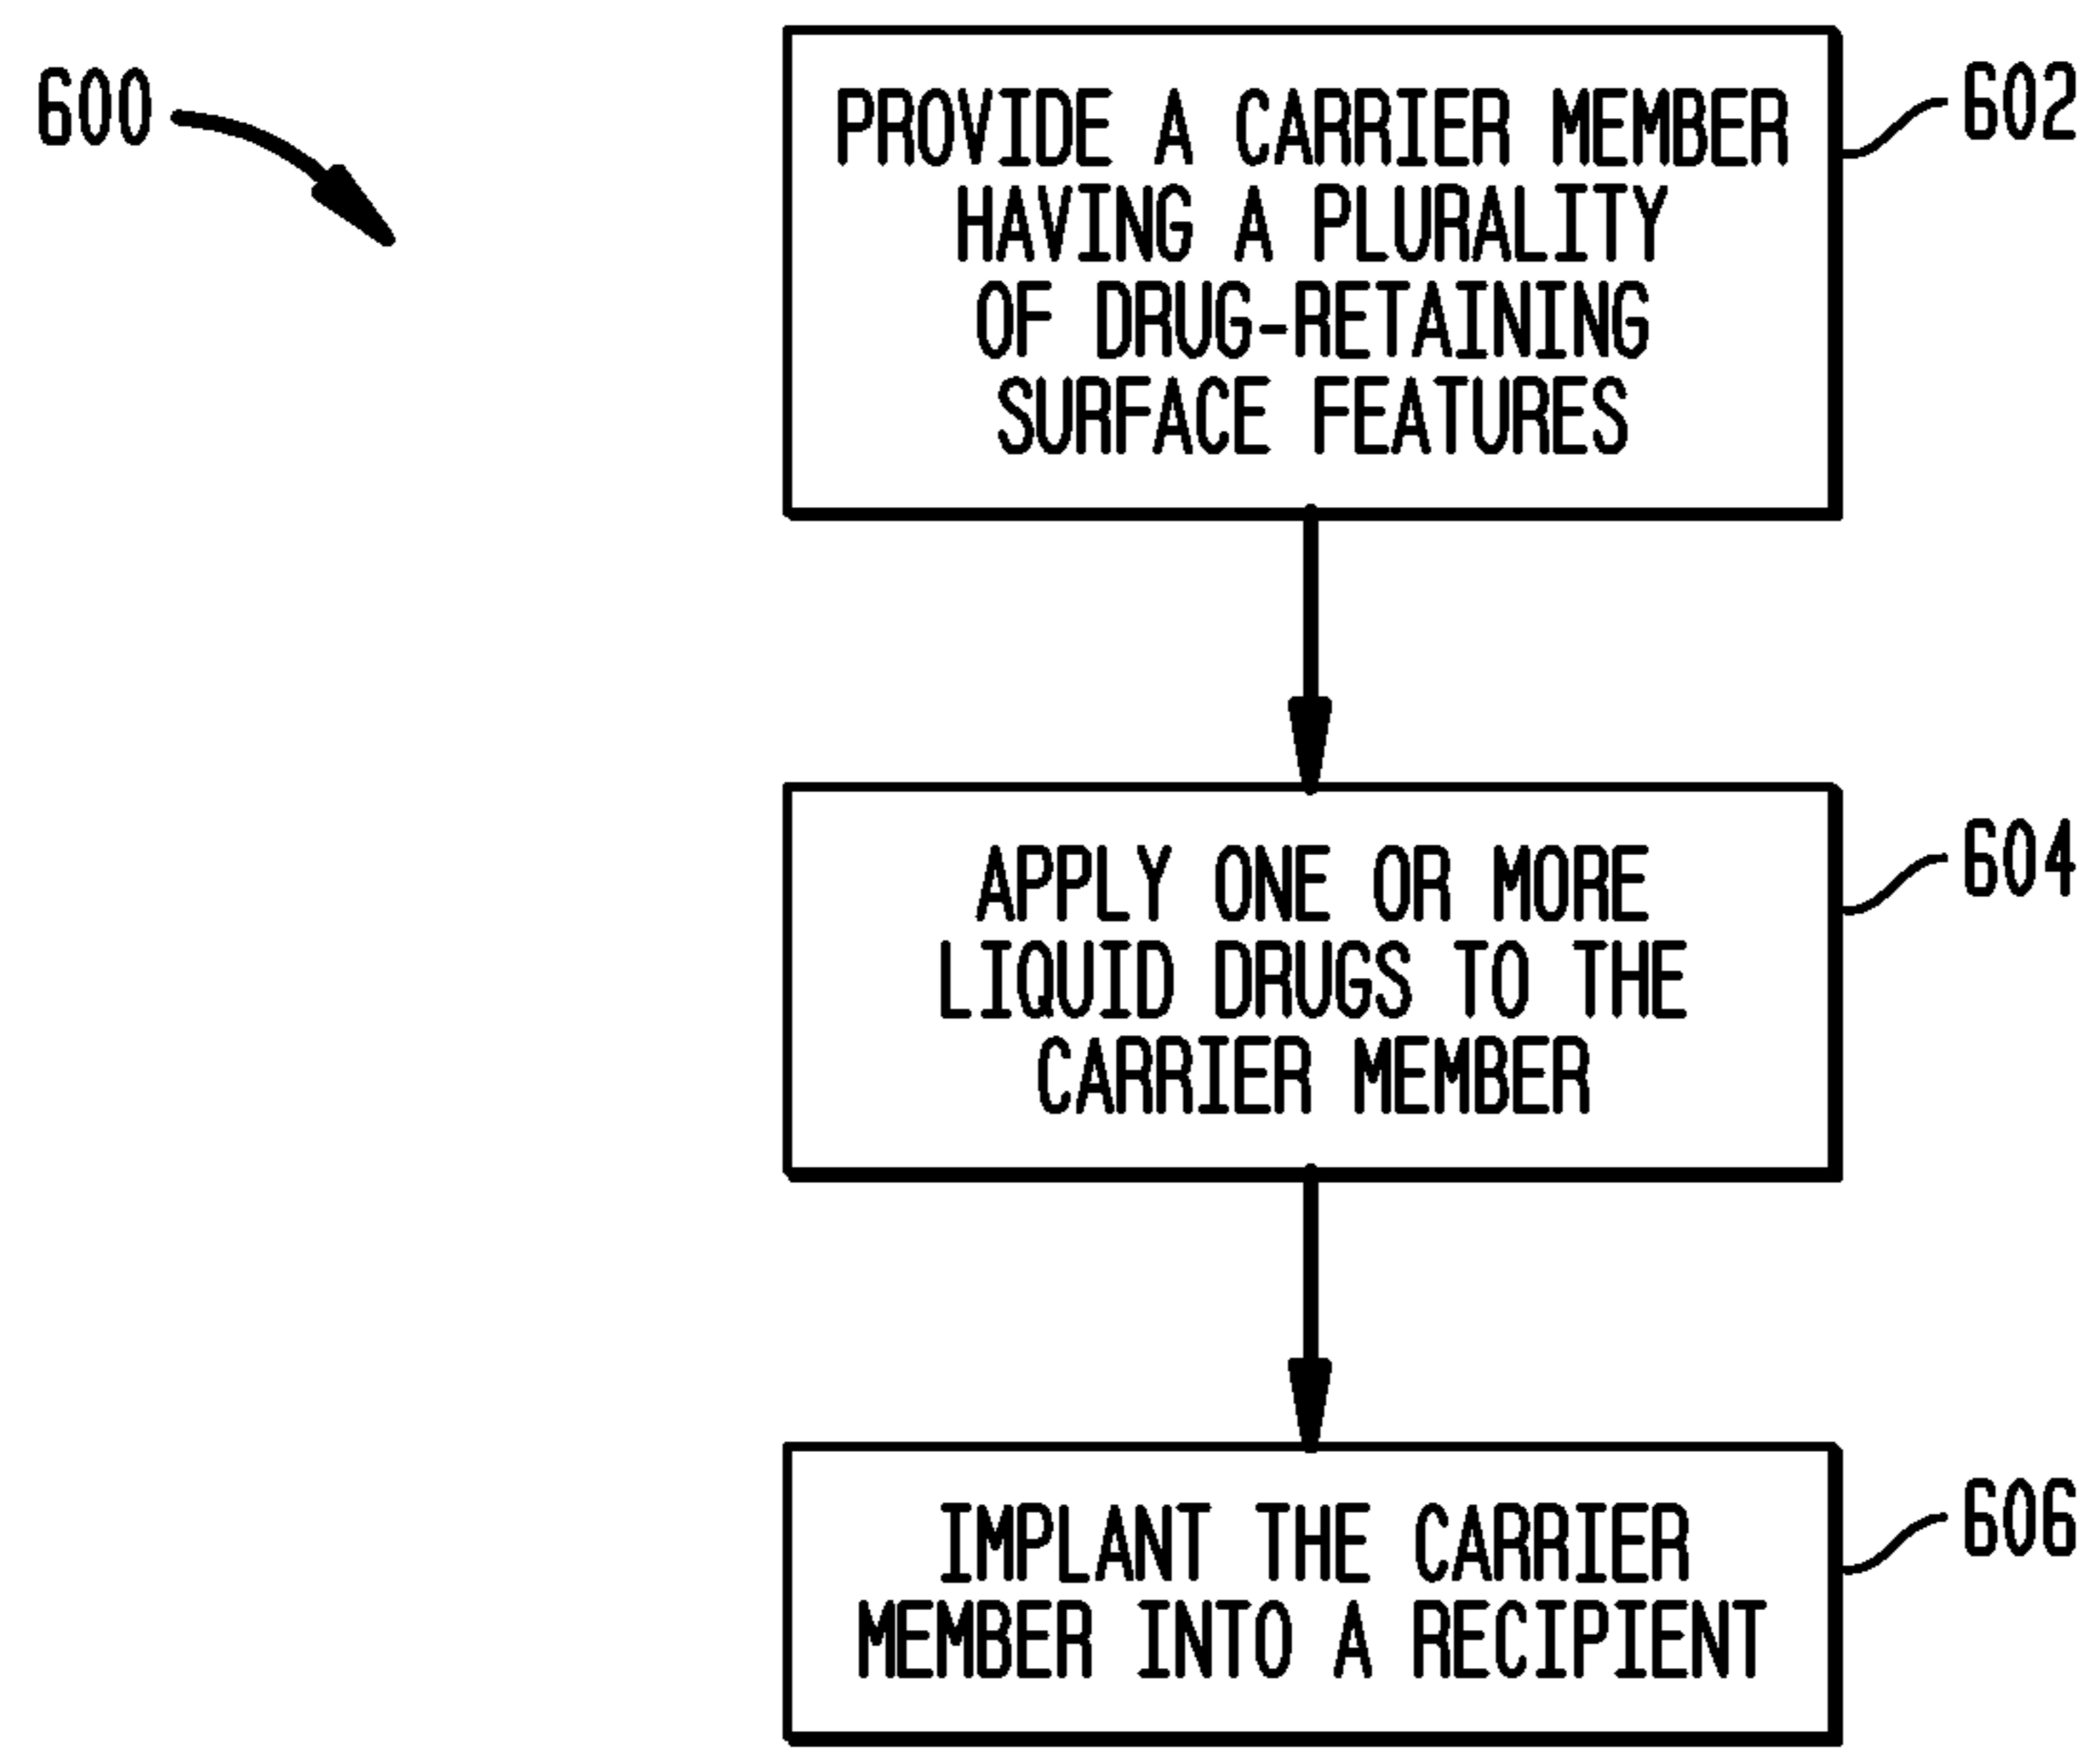 600
PROVIDE A CARRIER MEMBER
HAVING A PLURALITY
OF DRUG-RETAINING
SURFACE FEATURES
602
APPLY ONE OR MORE
LIQUID DRUGS TO THE
CARRIER MEMBER
604
IMPLANT THE CARRIER
MEMBER INTO A RECIPIENT
606